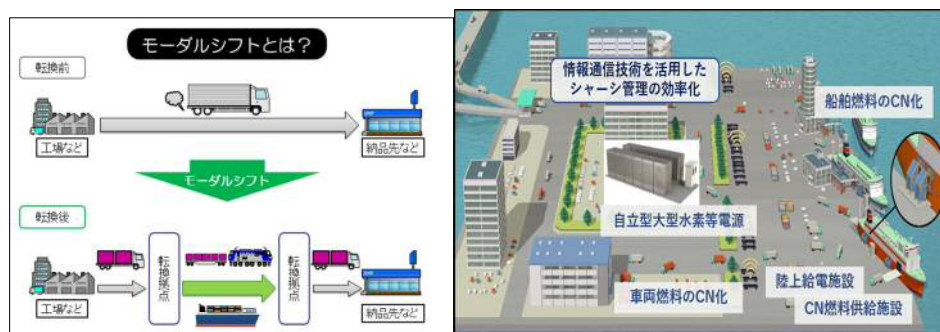 モーダルシフトとは？
転換前
工場など
納品先など
モーダルシフト
転換後
転換拠点
転換拠点
工場など
納品先など
情報通信技術を活用した
シャーシ管理の効率化
船舶燃料のCN化
自立型大型水素等電源
車両燃料のCN化
陸上給電施設
CN燃料供給施設